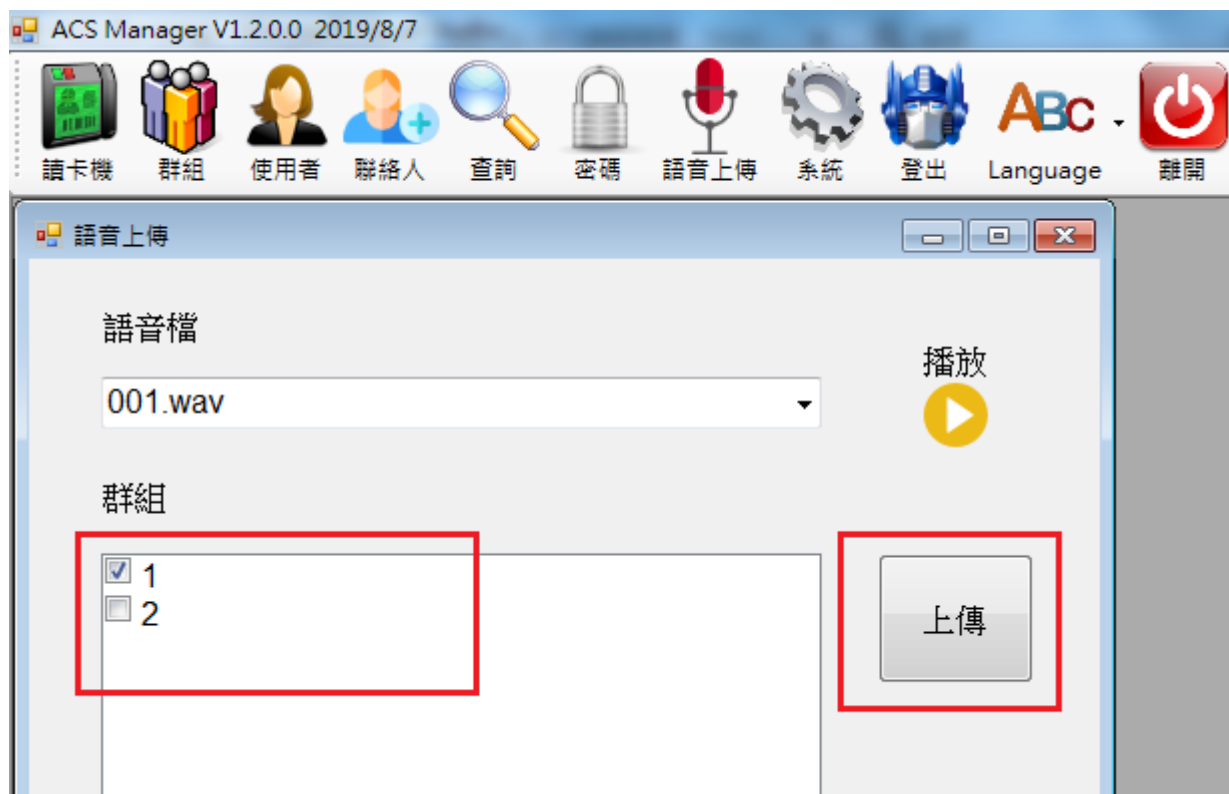 ACS Manager V1.2.0.0 2019/8/7
讀卡機 群組 使用者 聯絡人 查詢 密碼 語音上傳 系統 登出 Language 離開
語音上傳
語音檔
播放
001.wav
群組
1
2
上傳